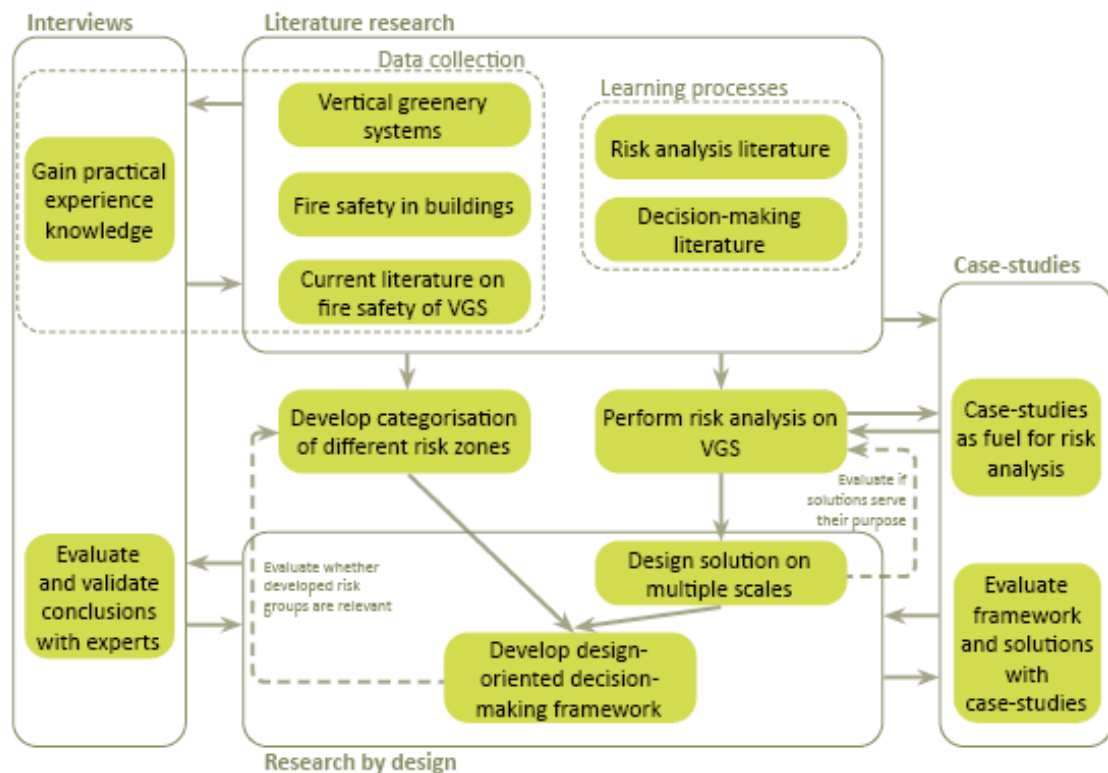 Interviews
Literature research
Data collection
Vertical greenery
systems
Learning processes
Risk analysis literature
Gain practical
experience
knowledge
Fire safety in buildings
Decision-making
literature
Current literature on
fire safety of VGS
Case-studies
Develop categorisation
of different risk zones
Perform risk analysis on
VGS
Case-studies
as fuel for risk
analysis
Evaluate if
solutions serve
their purpose
Evaluate
and validate
conclusions
with experts
Evaluate whether
developed risk
groups are relevant
Design solution on
multiple scales
Evaluate
framework
and solutions
with
case-studies
Develop design-
oriented decision-
making framework
Research by design